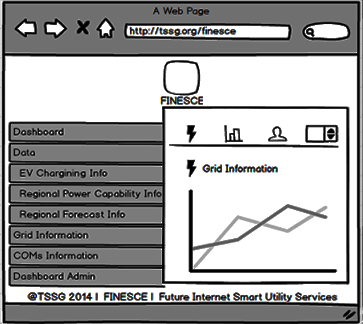 A Web Page
http://tssg.org/finesce
FINESCE
Dashboard
Data
EV Chargining Info
Regional Power Capability Info
Regional Forecast Info
Grid Information
COMs Information
Dashboard Admin
Grid Information
@TSSG 2014 | FINESCE | Future Internet Smart Utility Services